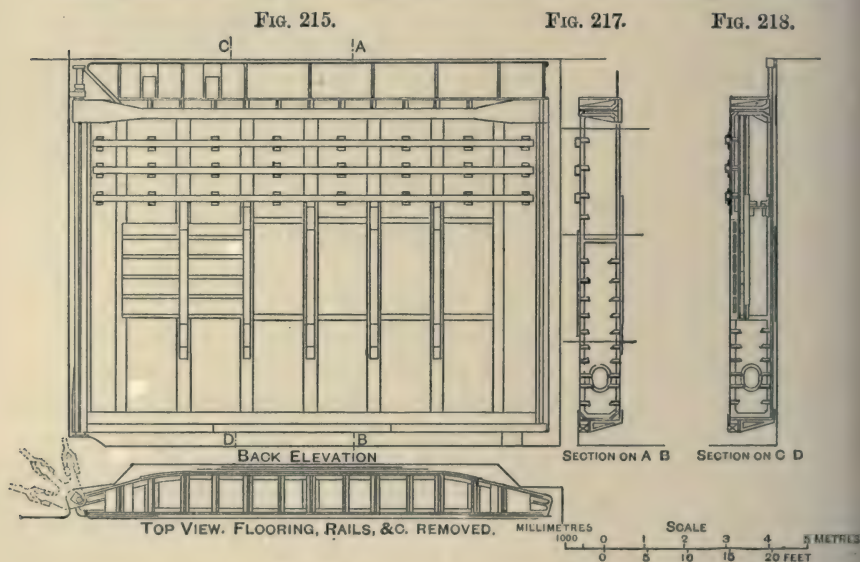 FIG. 215.
FIG. 217.
FIG. 218.
C
A
D
B
BACK ELEVATION
SECTION ON A B
SECTION ON C D
TOP VIEW. FLOORING, RAILS, &C. REMOVED.
MILLIMETRES
SCALE
1000 0 1 2 3 4 5 METRES
0 5 10 15 20 FEET